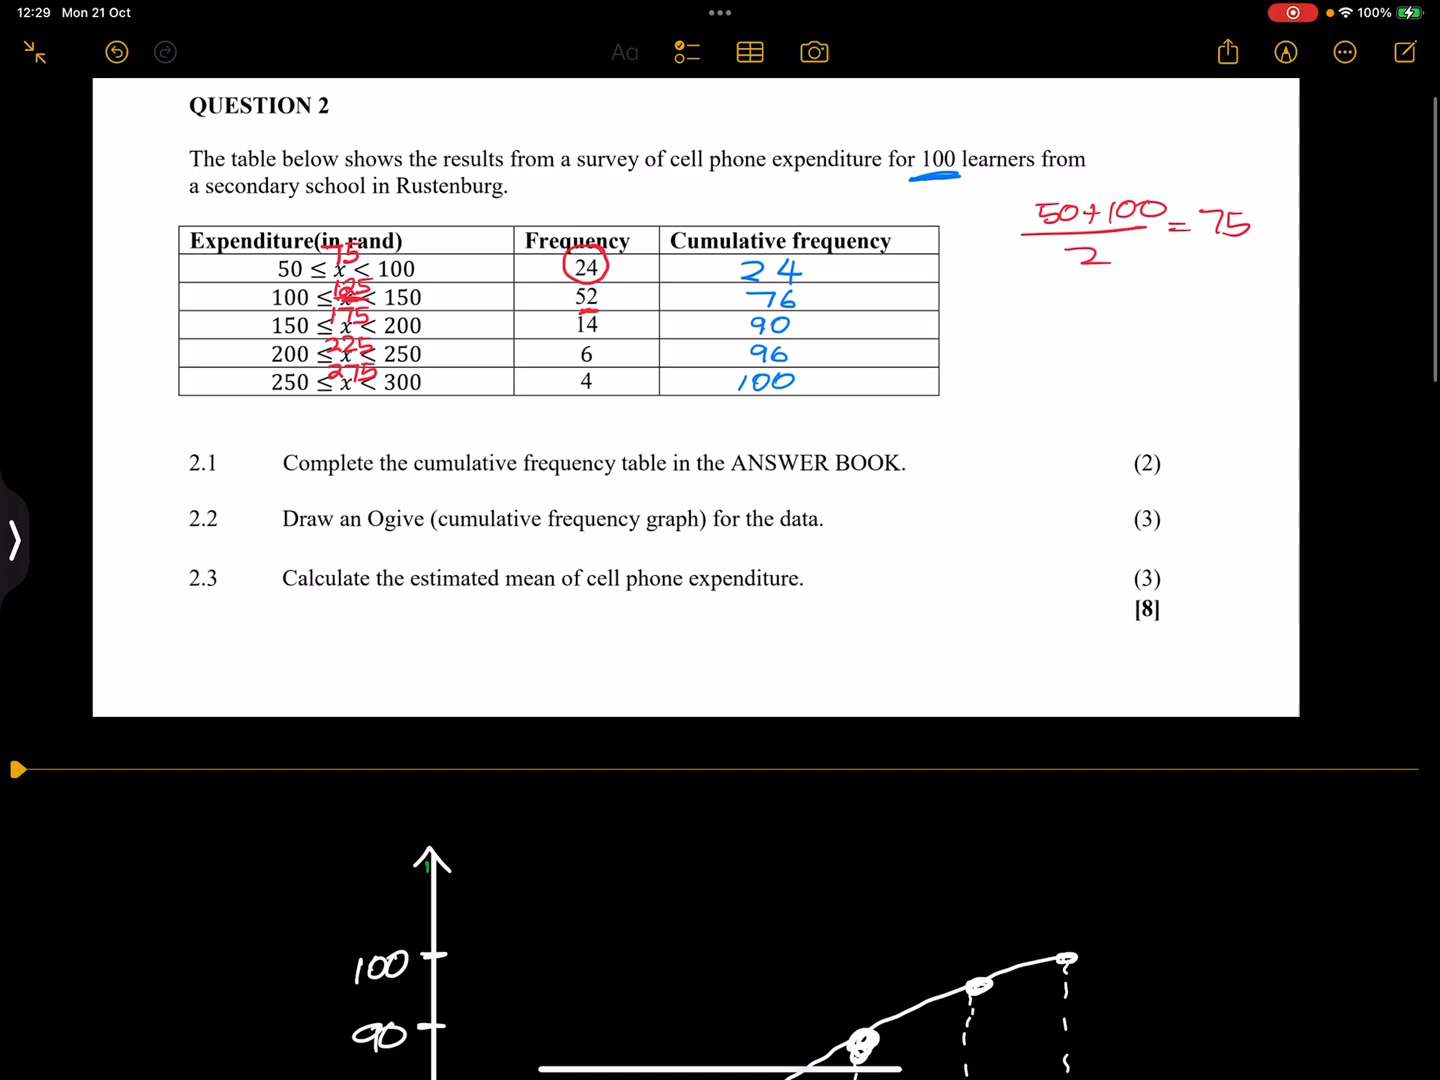 12:29 Mon 21 Oct
100%
Aa
QUESTION 2
The table below shows the results from a survey of cell phone expenditure for 100 learners from
a secondary school in Rustenburg.
50+100
= 75
2
Expenditure(in rand) Frequency Cumulative frequency
75
50 ≤ x < 100 24 24
125
100 ≤ x < 150 52 76
175
150 ≤ x < 200 14 90
225
200 ≤ x < 250 6 96
275
250 ≤ x < 300 4 100
2.1 Complete the cumulative frequency table in the ANSWER BOOK. (2)
2.2 Draw an Ogive (cumulative frequency graph) for the data. (3)
2.3 Calculate the estimated mean of cell phone expenditure. (3)
[8]
100
90